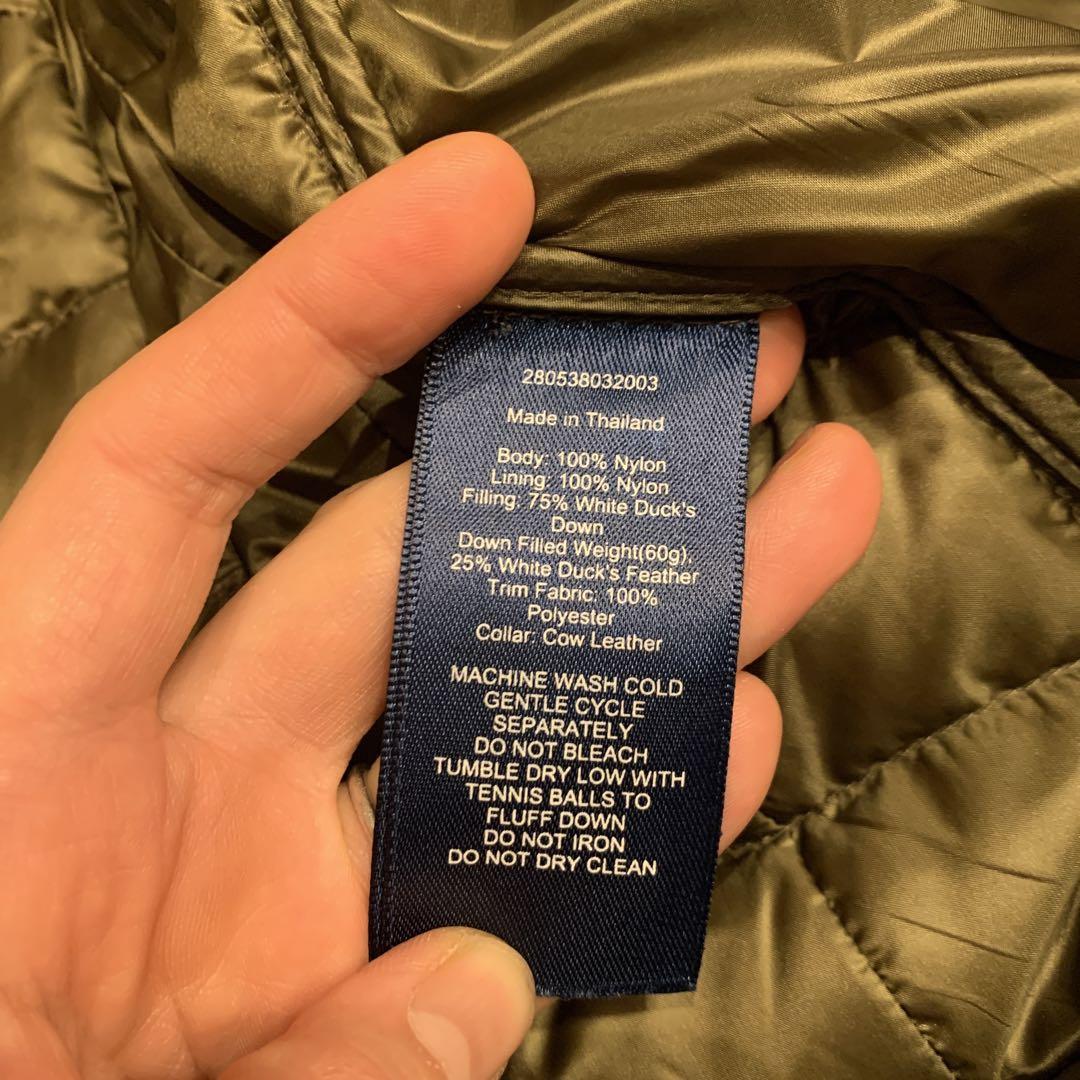 280538032003
Made in Thailand
Body: 100% Nylon
Lining: 100% Nylon
Filling: 75% White Duck's
Down
Down Filled Weight(60g),
25% White Duck's Feather
Trim Fabric: 100%
Polyester
Collar: Cow Leather
MACHINE WASH COLD
GENTLE CYCLE
SEPARATELY
DO NOT BLEACH
TUMBLE DRY LOW WITH
TENNIS BALLS TO
FLUFF DOWN
DO NOT IRON
DO NOT DRY CLEAN